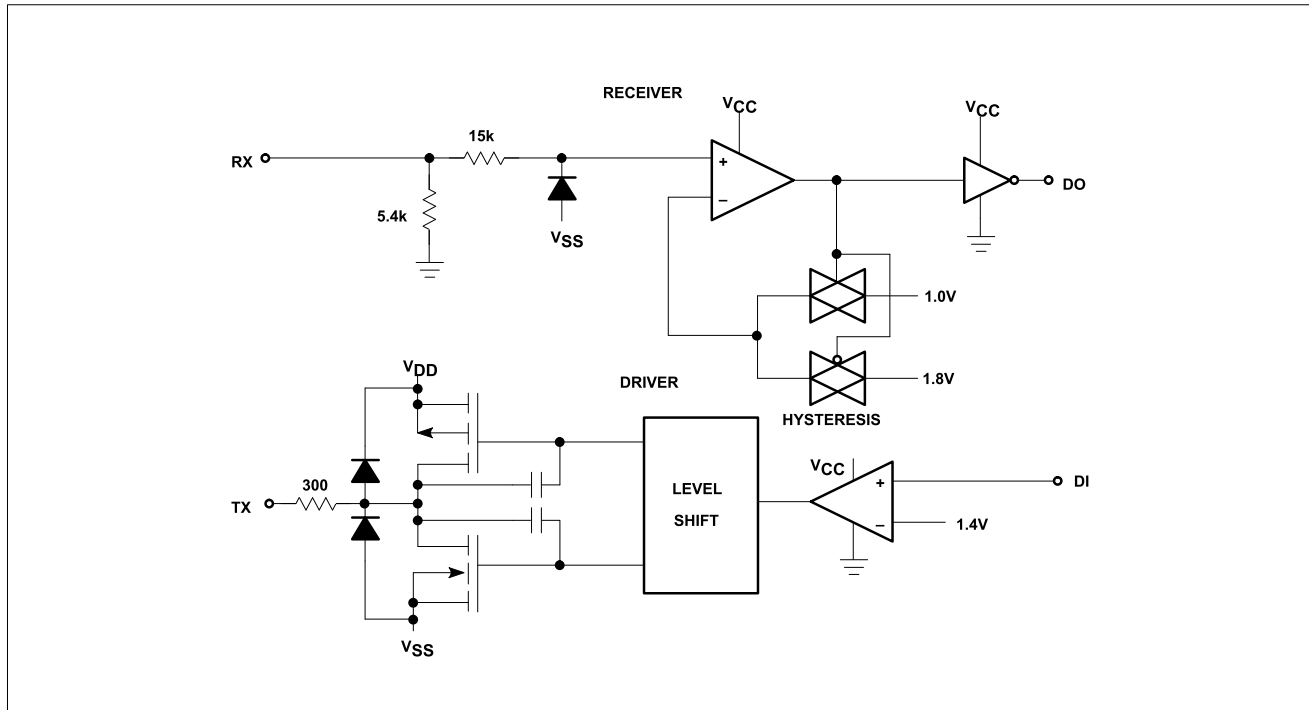 RECEIVER
VCC
VCC
15k
RX
+
DO
5.4k
−
VSS
1.0V
VDD
DRIVER
1.8V
HYSTERESIS
VCC
300
LEVEL
SHIFT
+
DI
TX
−
1.4V
VSS